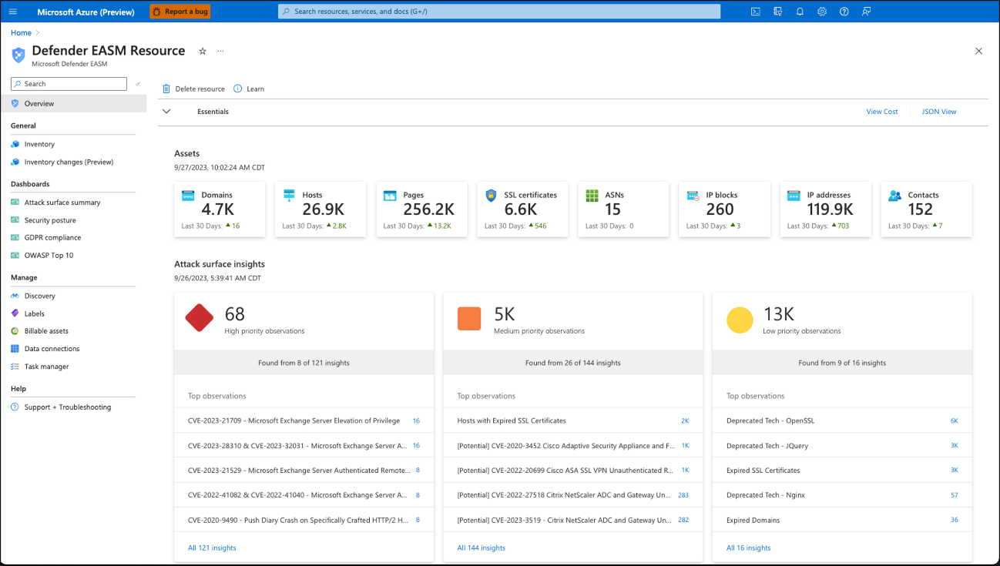 Microsoft Azure (Preview)
Report a bug
Search resources, services, and docs (G+/)
Home
Defender EASM Resource
Microsoft Defender EASM
Search
Overview
General
Inventory
Inventory changes (Preview)
Dashboards
Attack surface summary
Security posture
GDPR compliance
OWASP Top 10
Manage
Discovery
Labels
Billable assets
Data connections
Task manager
Help
Support + Troubleshooting
Delete resource
Learn
Essentials
View Cost
JSON View
Assets
9/27/2023, 10:02:24 AM CDT
Domains
4.7K
Last 30 Days: 16
Hosts
26.9K
Last 30 Days: 2.8K
Pages
256.2K
Last 30 Days: 13.2K
SSL certificates
6.6K
Last 30 Days: 546
ASNs
15
Last 30 Days: 0
IP blocks
260
Last 30 Days: 3
IP addresses
119.9K
Last 30 Days: 703
Contacts
152
Last 30 Days: 7
Attack surface insights
9/26/2023, 5:39:41 AM CDT
68
High priority observations
Found from 8 of 121 insights
Top observations
CVE-2023-21709 - Microsoft Exchange Server Elevation of Privilege 16
CVE-2023-28310 & CVE-2023-32031 - Microsoft Exchange Server A... 16
CVE-2023-21529 - Microsoft Exchange Server Authenticated Remote... 8
CVE-2022-41082 & CVE-2022-41040 - Microsoft Exchange Server A... 8
CVE-2020-9490 - Push Diary Crash on Specifically Crafted HTTP/2 H... 8
All 121 insights
5K
Medium priority observations
Found from 26 of 144 insights
Top observations
Hosts with Expired SSL Certificates 2K
[Potential] CVE-2020-3452 Cisco Adaptive Security Appliance and F... 1K
[Potential] CVE-2022-20699 Cisco ASA SSL VPN Unauthenticated R... 1K
[Potential] CVE-2022-27518 Citrix NetScaler ADC and Gateway Un... 283
[Potential] CVE-2023-3519 - Citrix NetScaler ADC and Gateway Un... 282
All 144 insights
13K
Low priority observations
Found from 9 of 16 insights
Top observations
Deprecated Tech - OpenSSL 6K
Deprecated Tech - JQuery 3K
Expired SSL Certificates 3K
Deprecated Tech - Nginx 57
Expired Domains 36
All 16 insights